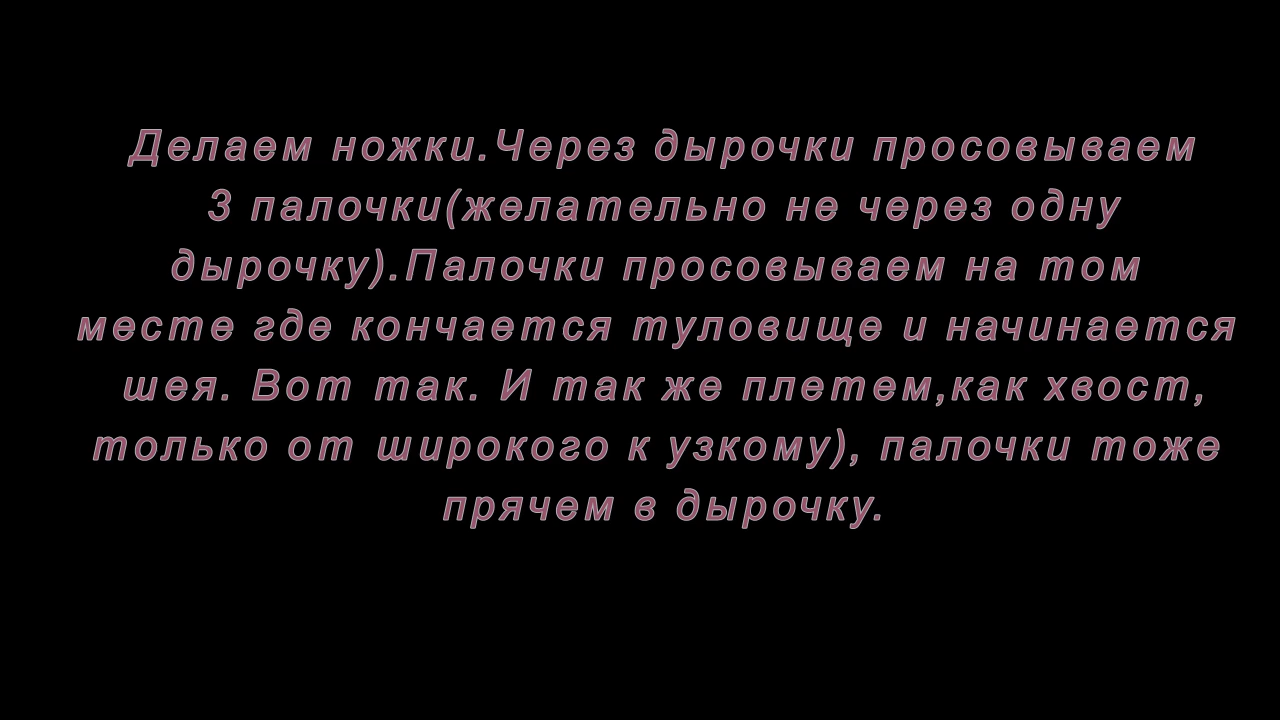 Делаем ножки.Через дырочки просовываем
3 палочки(желательно не через одну
дырочку).Палочки просовываем на том
месте где кончается туловище и начинается
шея. Вот так. И так же плетем,как хвост,
только от широкого к узкому), палочки тоже
прячем в дырочку.